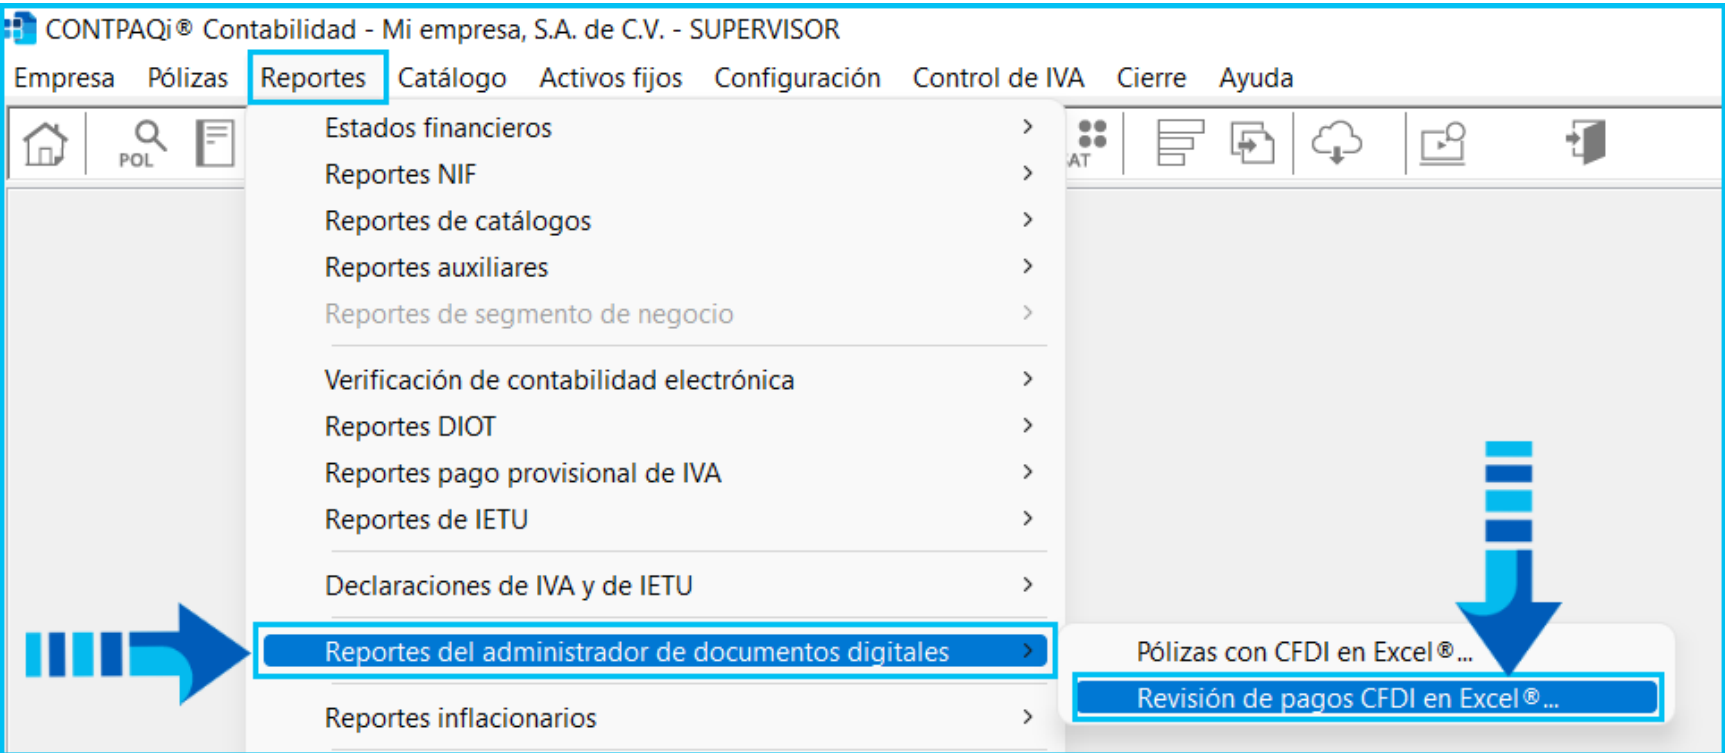 CONTPAQi® Contabilidad - Mi empresa, S.A. de C.V. - SUPERVISOR
Empresa Pólizas Reportes Catálogo Activos fijos Configuración Control de IVA Cierre Ayuda
POL
AT
Estados financieros
Reportes NIF
Reportes de catálogos
Reportes auxiliares
Reportes de segmento de negocio
Verificación de contabilidad electrónica
Reportes DIOT
Reportes pago provisional de IVA
Reportes de IETU
Declaraciones de IVA y de IETU
Reportes del administrador de documentos digitales
Pólizas con CFDI en Excel®...
Revisión de pagos CFDI en Excel®...
Reportes inflacionarios